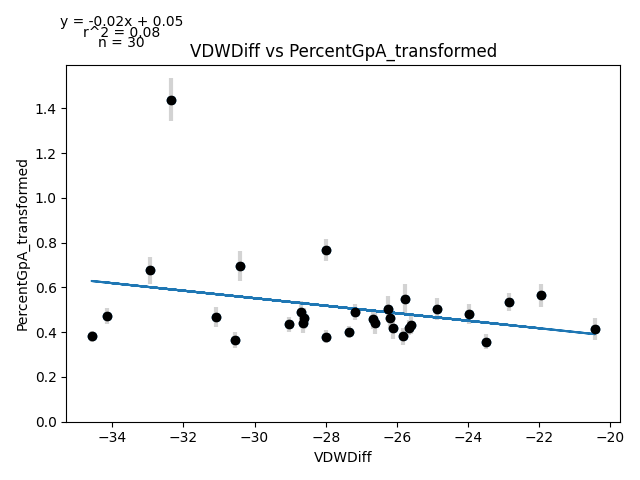 y = -0.02x + 0.05
r^2 = 0.08
n = 30
VDWDiff vs PercentGpA_transformed
PercentGpA_transformed
1.4
1.2
1.0
0.8
0.6
0.4
0.2
0.0
−34 −32 −30 −28 −26 −24 −22 −20
VDWDiff